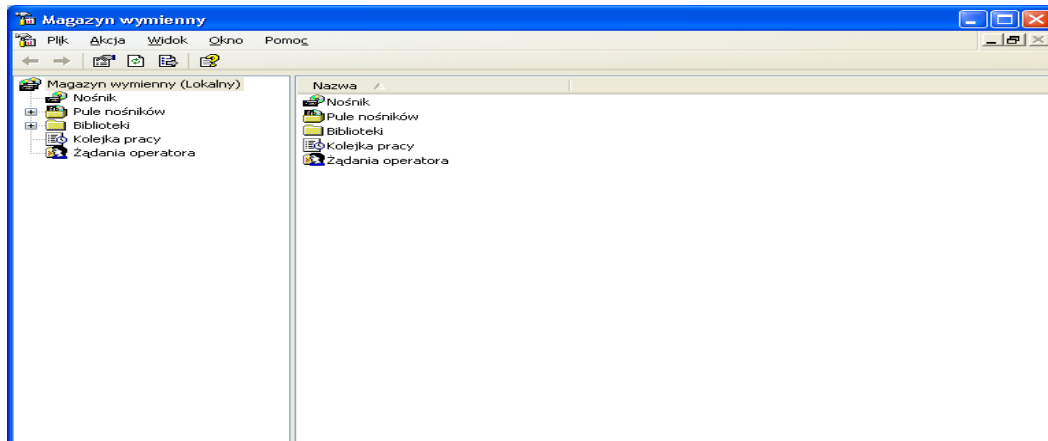 Magazyn wymienny
Plik Akcja Widok Okno Pomoc
Magazyn wymienny (Lokalny)
Nośnik
Pule nośników
Biblioteki
Kolejka pracy
Żądania operatora
Nazwa
Nośnik
Pule nośników
Biblioteki
Kolejka pracy
Żądania operatora